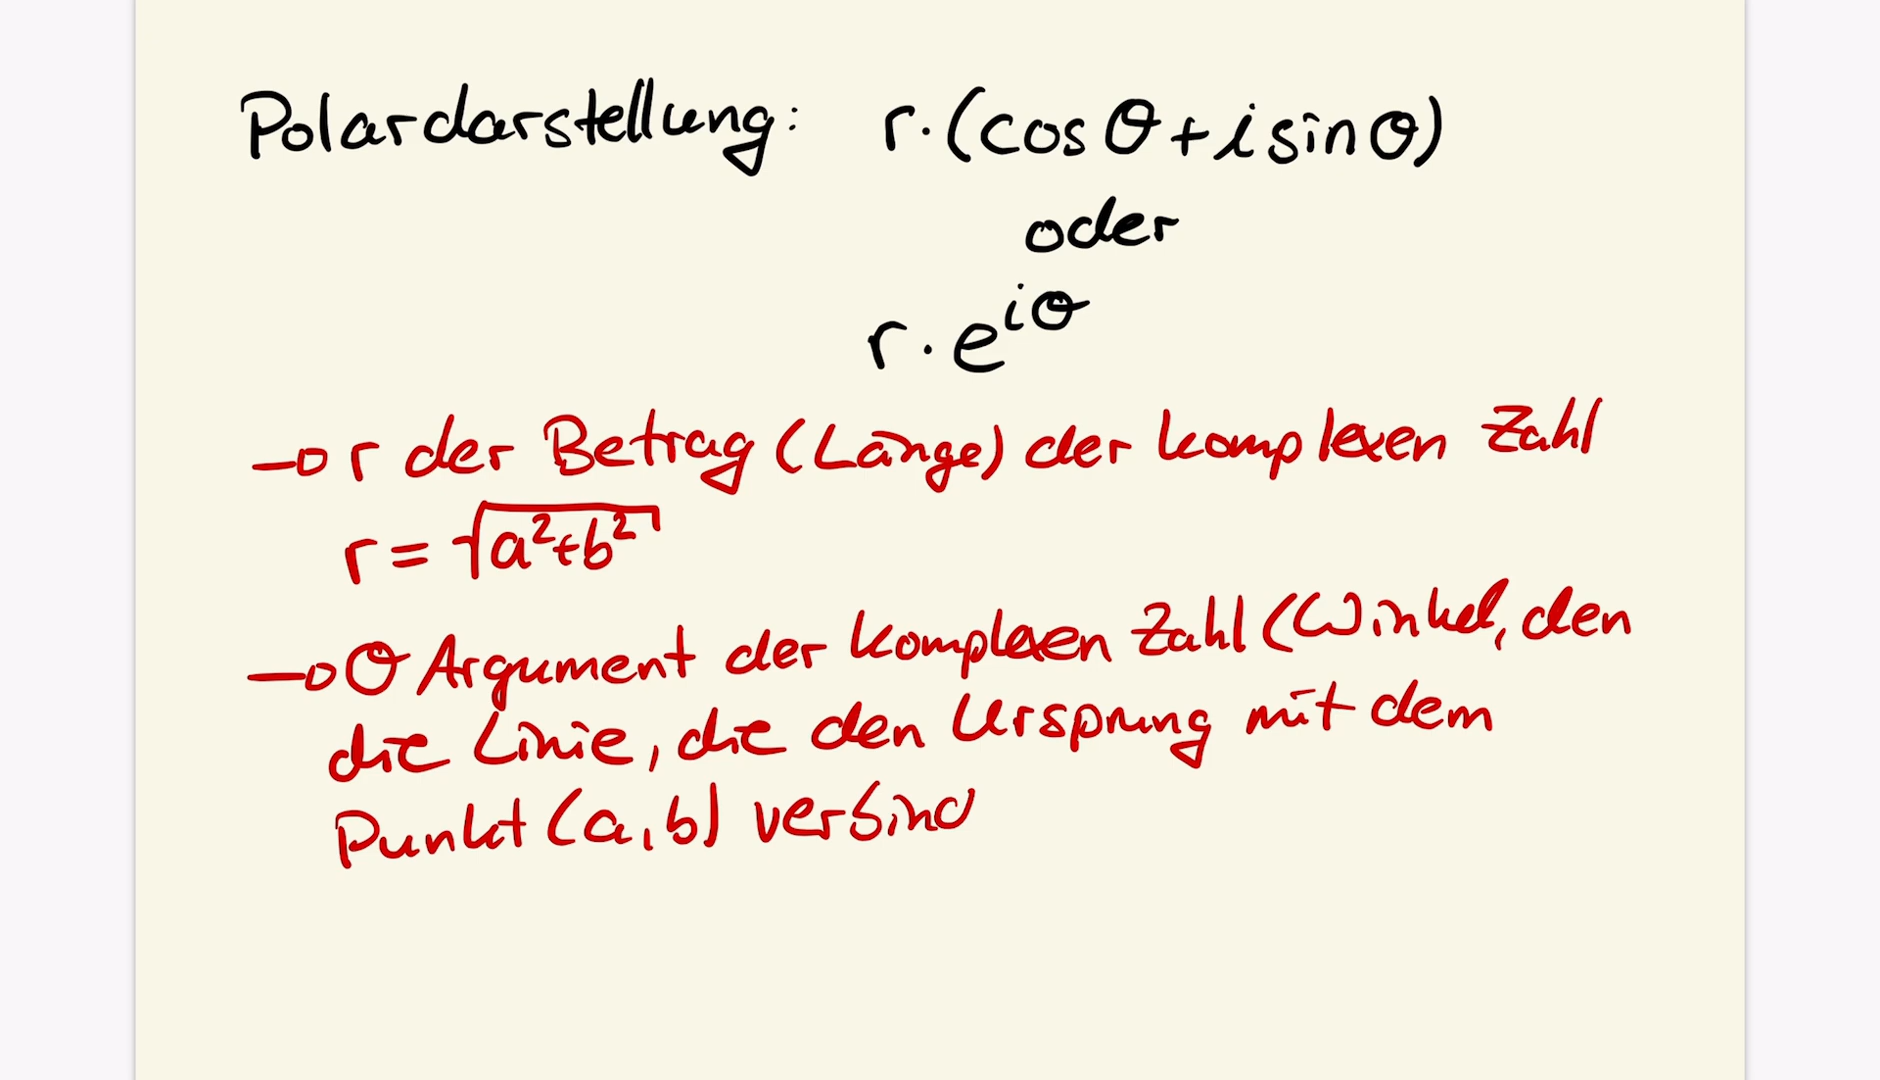 Polardarstellung: r·(cos θ + i sin θ)
oder
r·e^{iθ}
→ r der Betrag (Länge) der komplexen Zahl
r = √(a²+b²)
→ θ Argument der komplexen Zahl (Winkel, den
die Linie, die den Ursprung mit dem
Punkt (a,b) verbind